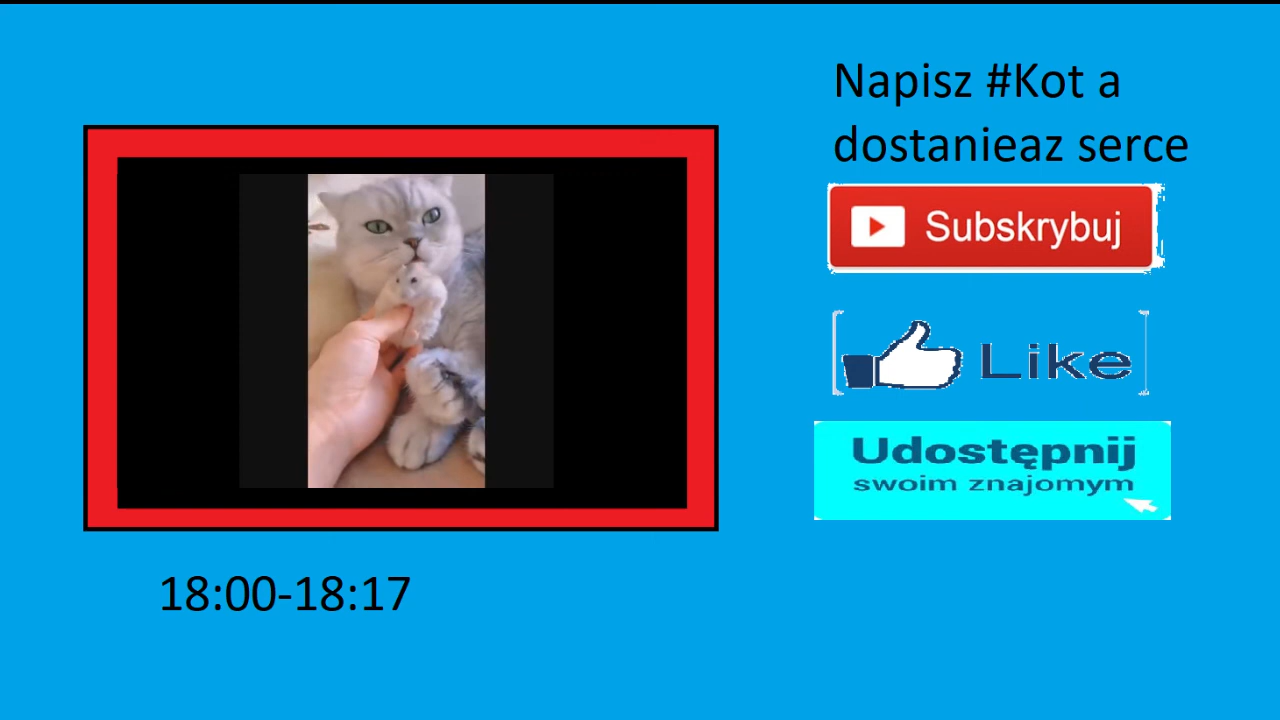 Napisz #Kot a
dostanieaz serce
Subskrybuj
Like
Udostępnij
swoim znajomym
18:00-18:17